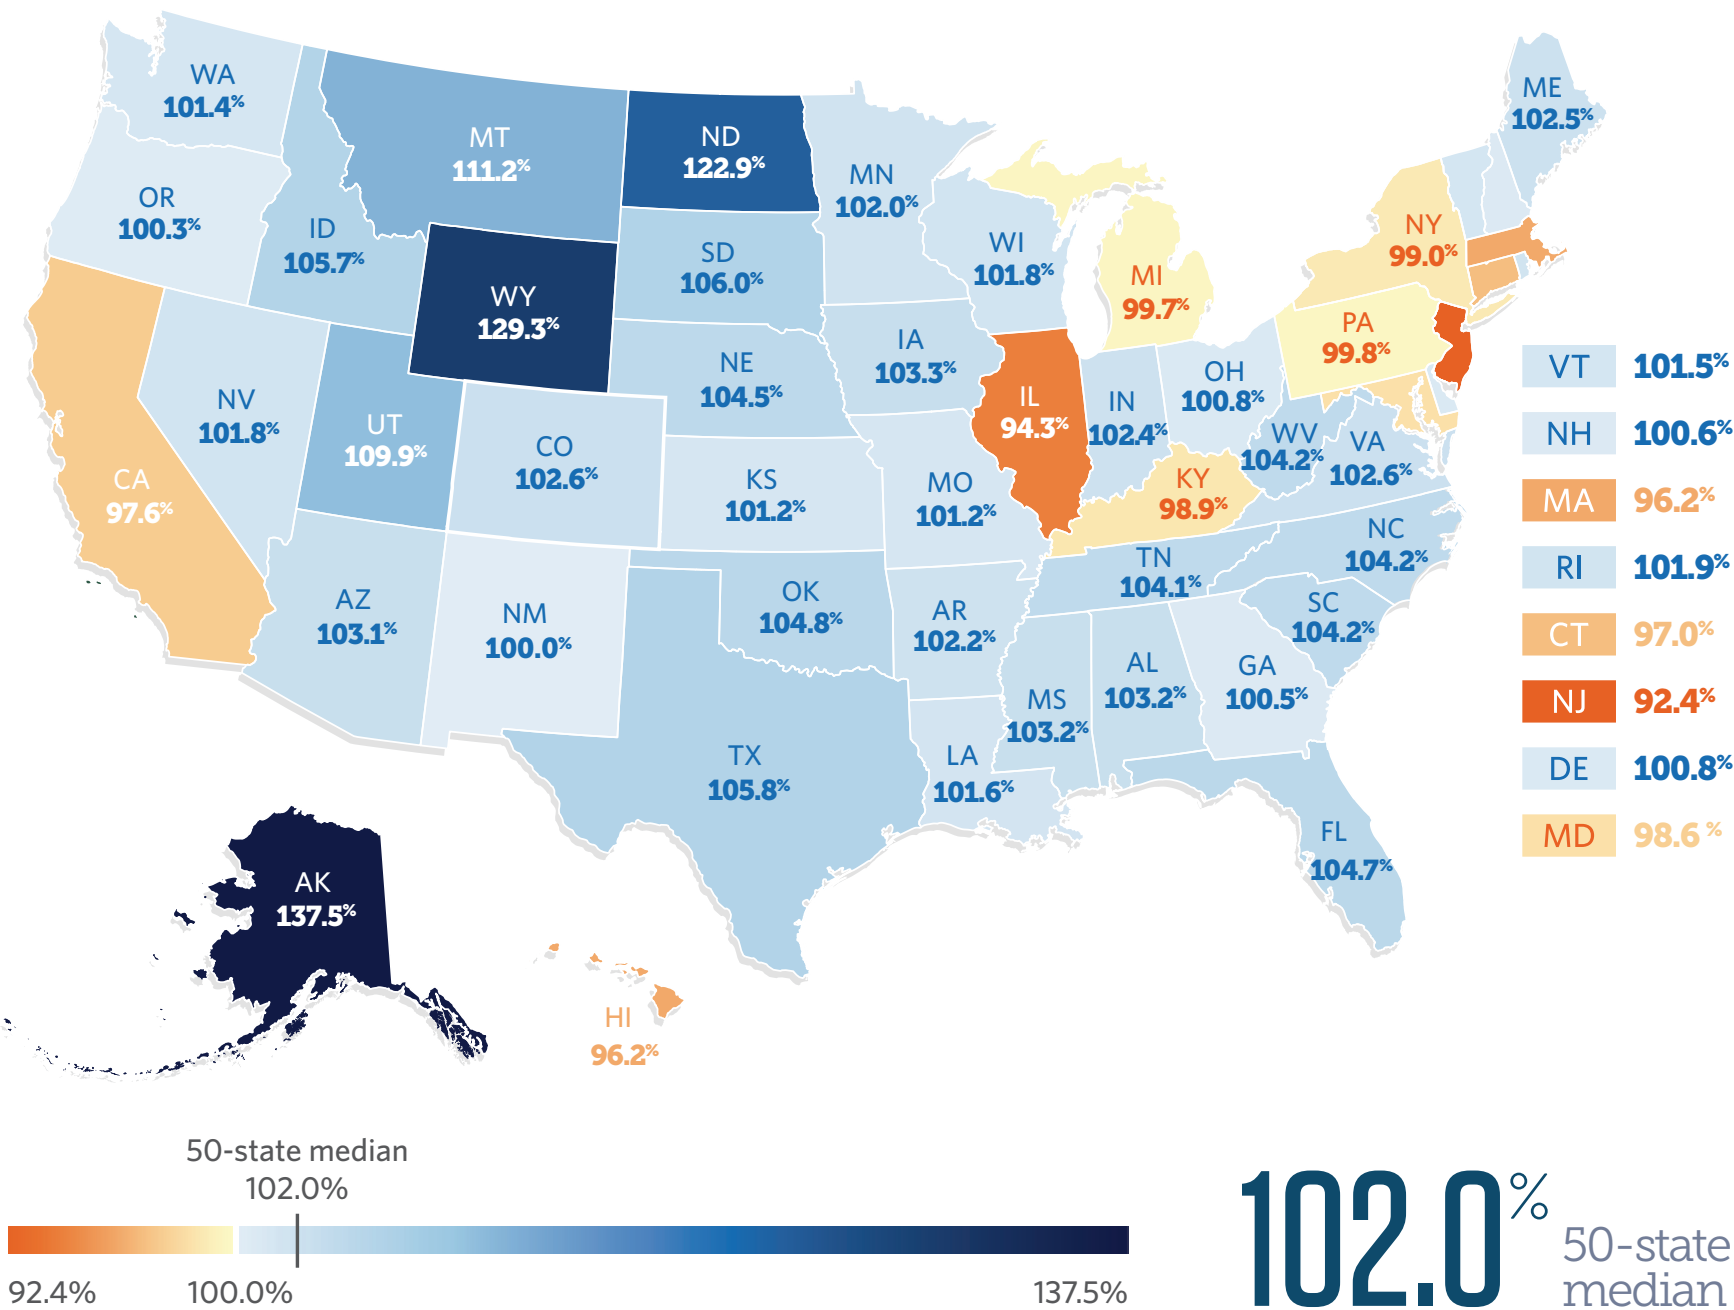 WA
101.4%
MT
111.2%
ND
122.9%
MN
102.0%
ME
102.5%
OR
100.3%
ID
105.7%
WY
129.3%
SD
106.0%
WI
101.8%
MI
99.7%
NY
99.0%
PA
99.8%
NV
101.8%
UT
109.9%
CO
102.6%
NE
104.5%
IA
103.3%
IL
94.3%
IN
102.4%
OH
100.8%
WV
104.2%
VA
102.6%
CA
97.6%
KS
101.2%
MO
101.2%
KY
98.9%
NC
104.2%
AZ
103.1%
NM
100.0%
OK
104.8%
AR
102.2%
TN
104.1%
SC
104.2%
TX
105.8%
LA
101.6%
MS
103.2%
AL
103.2%
GA
100.5%
FL
104.7%
AK
137.5%
HI
96.2%
VT 101.5%
NH 100.6%
MA 96.2%
RI 101.9%
CT 97.0%
NJ 92.4%
DE 100.8%
MD 98.6 %
50-state median
102.0%
92.4% 100.0% 137.5%
102.0%
50-state
median